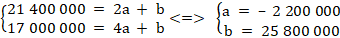 {21 400 000 = 2a + b <=> {a = – 2 200 000
{17 000 000 = 4a + b {b = 25 800 000